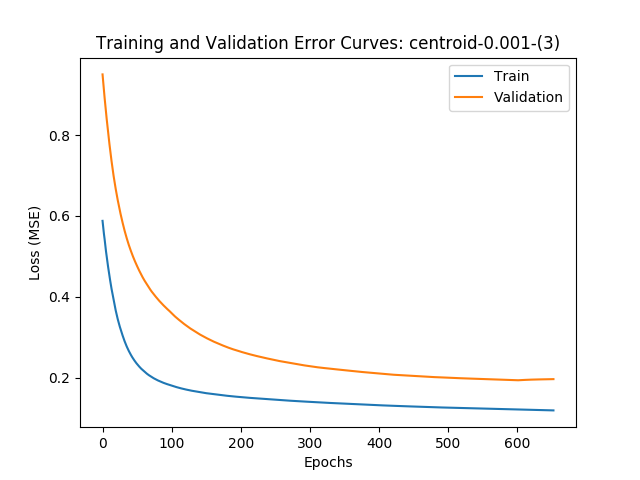 Training and Validation Error Curves: centroid-0.001-(3)
Train
Validation
Loss (MSE)
0.8
0.6
0.4
0.2
0 100 200 300 400 500 600
Epochs